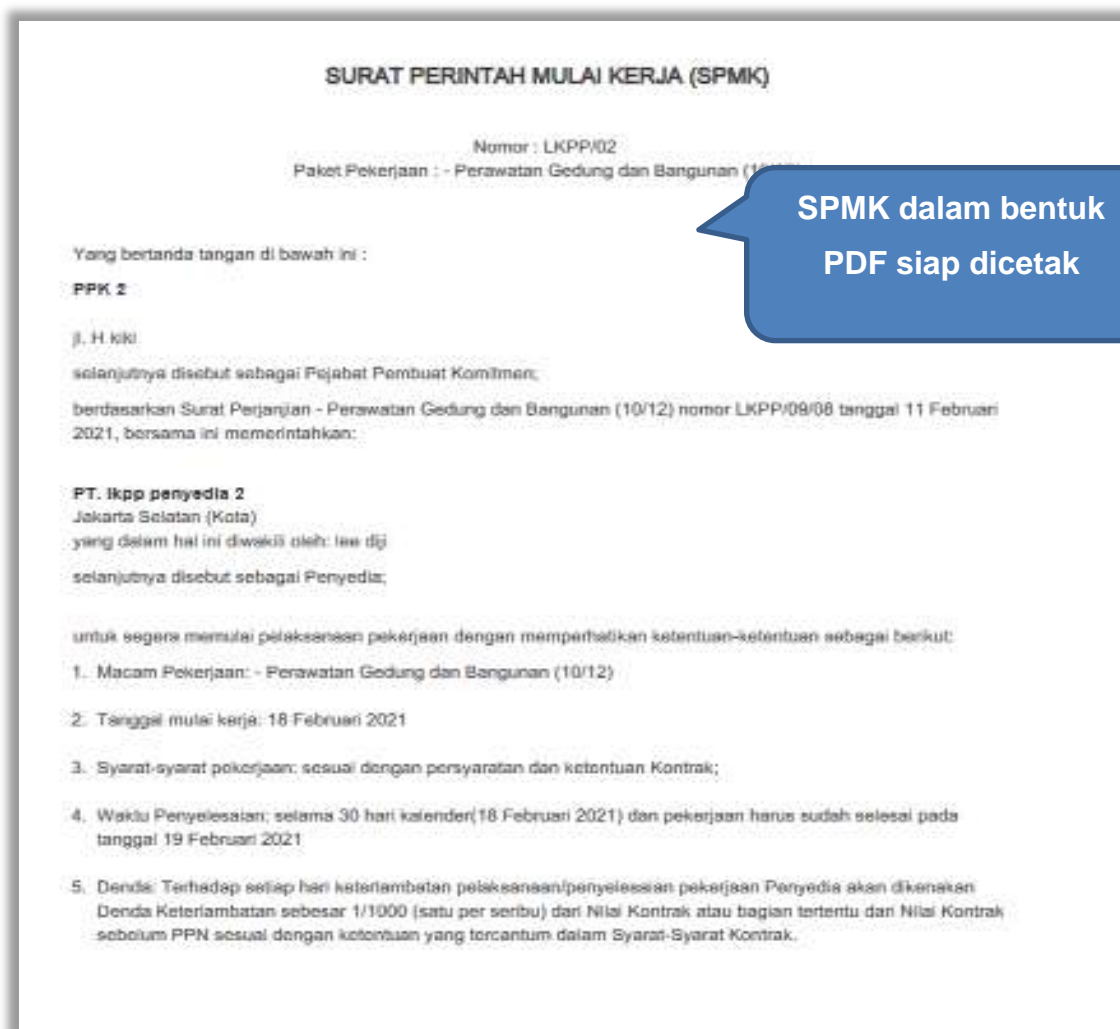 SURAT PERINTAH MULAI KERJA (SPMK)
Nomor : LKPP/02
Paket Pekerjaan : - Perawatan Gedung dan Bangunan
SPMK dalam bentuk
PDF siap dicetak
Yang bertanda tangan di bawah ini :
PPK 2
jl. H kiki
selanjutnya disebut sebagai Pejabat Pembuat Komitmen;
berdasarkan Surat Perjanjian - Perawatan Gedung dan Bangunan (10/12) nomor LKPP/09/08 tanggal 11 Februari
2021, bersama ini memerintahkan:
PT. lkpp penyedia 2
Jakarta Selatan (Kota)
yang dalam hal ini diwakili oleh: lee diji
selanjutnya disebut sebagai Penyedia;
untuk segera memulai pelaksanaan pekerjaan dengan memperhatikan ketentuan-ketentuan sebagai berikut:
1. Macam Pekerjaan: - Perawatan Gedung dan Bangunan (10/12)
2. Tanggal mulai kerja: 18 Februari 2021
3. Syarat-syarat pekerjaan: sesuai dengan persyaratan dan ketentuan Kontrak;
4. Waktu Penyelesaian: selama 30 hari kalender(18 Februari 2021) dan pekerjaan harus sudah selesai pada
tanggal 19 Februari 2021
5. Denda: Terhadap setiap hari keterlambatan pelaksanaan/penyelesaian pekerjaan Penyedia akan dikenakan
Denda Keterlambatan sebesar 1/1000 (satu per seribu) dari Nilai Kontrak atau bagian tertentu dari Nilai Kontrak
sebelum PPN sesuai dengan ketentuan yang tercantum dalam Syarat-Syarat Kontrak.